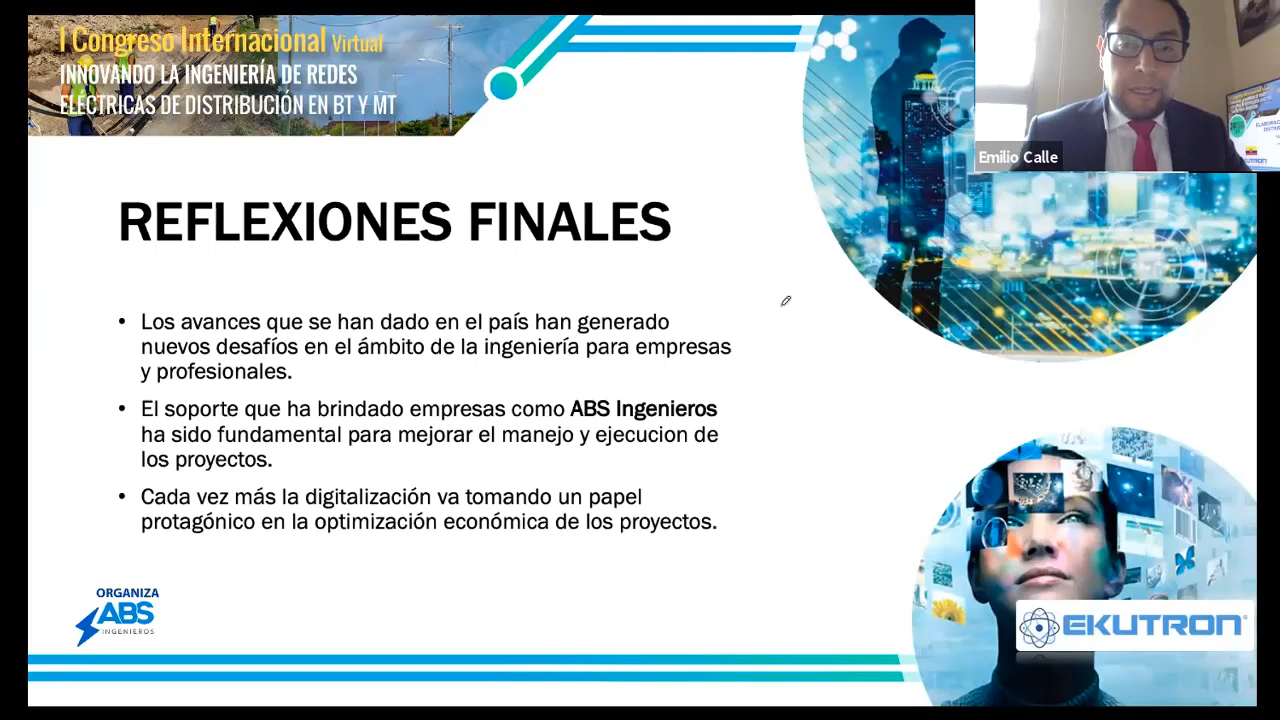 I Congreso Internacional Virtual
INNOVANDO LA INGENIERÍA DE REDES
ELÉCTRICAS DE DISTRIBUCIÓN EN BT Y MT
Emilio Calle
REFLEXIONES FINALES
• Los avances que se han dado en el país han generado
nuevos desafíos en el ámbito de la ingeniería para empresas
y profesionales.
• El soporte que ha brindado empresas como ABS Ingenieros
ha sido fundamental para mejorar el manejo y ejecucion de
los proyectos.
• Cada vez más la digitalización va tomando un papel
protagónico en la optimización económica de los proyectos.
ORGANIZA
ABS
INGENIEROS
EKUTRON®